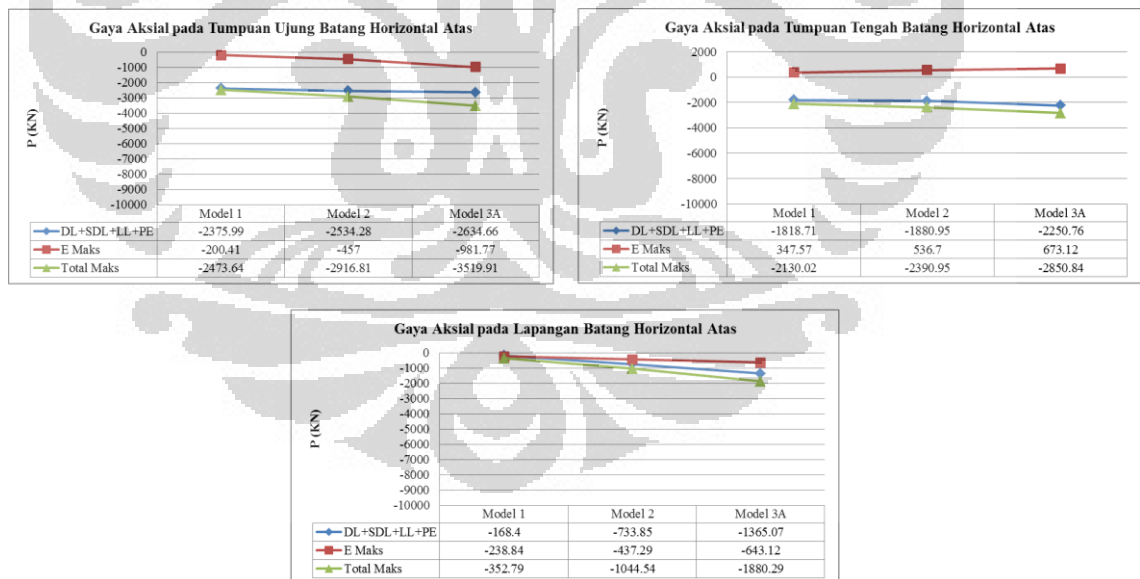 Gaya Aksial pada Tumpuan Ujung Batang Horizontal Atas
P (KN)
0
-1000
-2000
-3000
-4000
-5000
-6000
-7000
-8000
-9000
-10000
Model 1 Model 2 Model 3A
DL+SDL+LL+PE -2375.99 -2534.28 -2634.66
E Maks -200.41 -457 -981.77
Total Maks -2473.64 -2916.81 -3519.91
Gaya Aksial pada Tumpuan Tengah Batang Horizontal Atas
P (KN)
2000
0
-2000
-4000
-6000
-8000
-10000
Model 1 Model 2 Model 3A
DL+SDL+LL+PE -1818.71 -1880.95 -2250.76
E Maks 347.57 536.7 673.12
Total Maks -2130.02 -2390.95 -2850.84
Gaya Aksial pada Lapangan Batang Horizontal Atas
P (KN)
0
-1000
-2000
-3000
-4000
-5000
-6000
-7000
-8000
-9000
-10000
Model 1 Model 2 Model 3A
DL+SDL+LL+PE -168.4 -733.85 -1365.07
E Maks -238.84 -437.29 -643.12
Total Maks -352.79 -1044.54 -1880.29